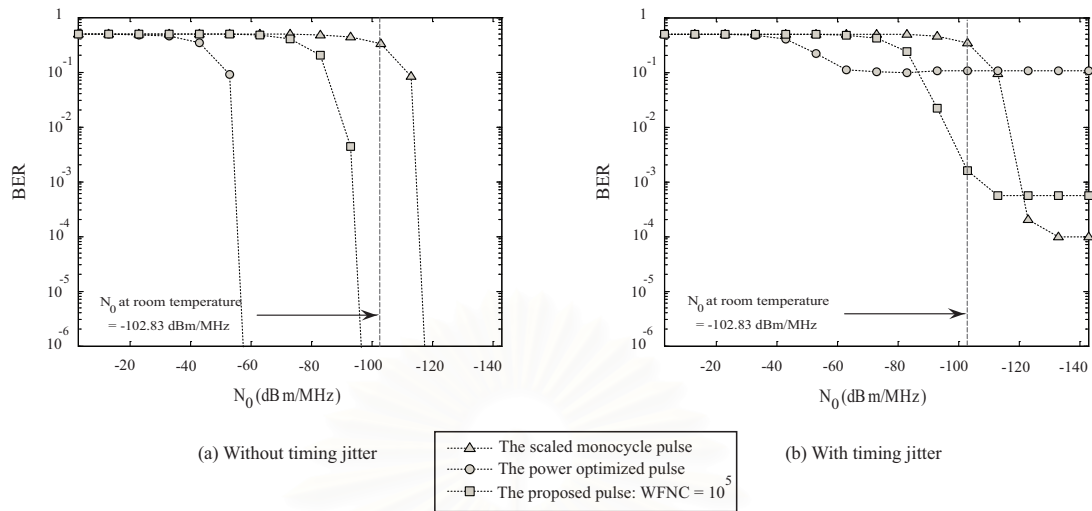 1
10^-1
10^-2
10^-3
10^-4
10^-5
10^-6
BER
N_0 at room temperature
= -102.83 dBm/MHz
-20 -40 -60 -80 -100 -120 -140
N_0 (dBm/MHz)
(a) Without timing jitter
1
10^-1
10^-2
10^-3
10^-4
10^-5
10^-6
BER
N_0 at room temperature
= -102.83 dBm/MHz
-20 -40 -60 -80 -100 -120 -140
N_0 (dBm/MHz)
(b) With timing jitter
The scaled monocycle pulse
The power optimized pulse
The proposed pulse: WFNC = 10^5